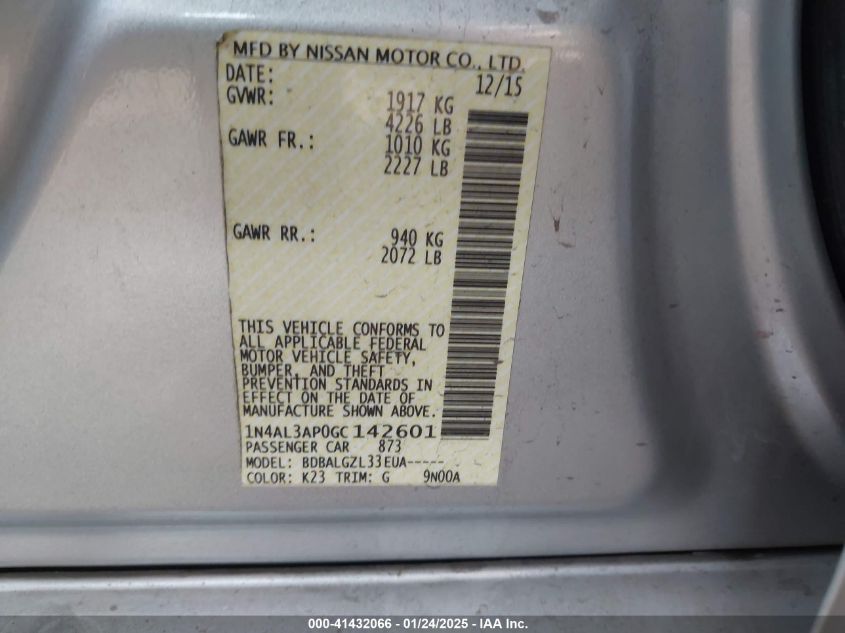 MFD BY NISSAN MOTOR CO., LTD.
DATE: 12/15
GVWR: 1917 KG
4226 LB
GAWR FR.: 1010 KG
2227 LB
GAWR RR.: 940 KG
2072 LB
THIS VEHICLE CONFORMS TO
ALL APPLICABLE FEDERAL
MOTOR VEHICLE SAFETY,
BUMPER, AND THEFT
PREVENTION STANDARDS IN
EFFECT ON THE DATE OF
MANUFACTURE SHOWN ABOVE.
1N4AL3AP0GC142601
PASSENGER CAR 873
MODEL: BDBALGZL33EUA-----
COLOR: K23 TRIM: G 9N00A
000-41432066 - 01/24/2025 - IAA Inc.